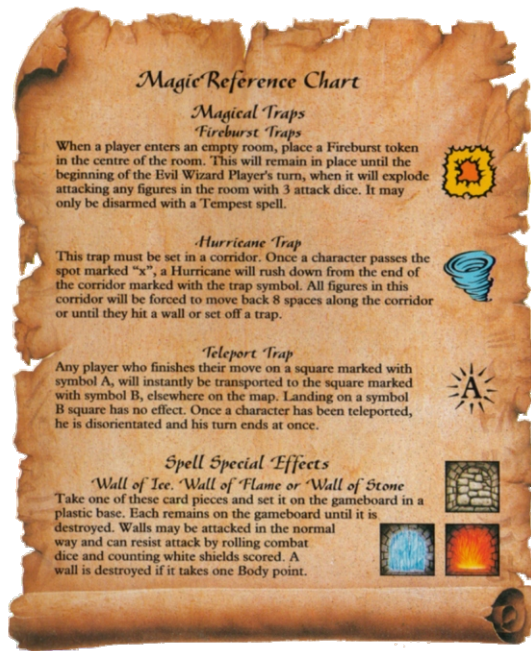 Magic Reference Chart
Magical Traps
Fireburst Traps
When a player enters an empty room, place a Fireburst token
in the centre of the room. This will remain in place until the
beginning of the Evil Wizard Player's turn, when it will explode
attacking any figures in the room with 3 attack dice. It may
only be disarmed with a Tempest spell.
Hurricane Trap
This trap must be set in a corridor. Once a character passes the
spot marked “x”, a Hurricane will rush down from the end of
the corridor marked with the trap symbol. All figures in this
corridor will be forced to move back 8 spaces along the corridor
or until they hit a wall or set off a trap.
Teleport Trap
Any player who finishes their move on a square marked with
symbol A, will instantly be transported to the square marked
with symbol B, elsewhere on the map. Landing on a symbol
B square has no effect. Once a character has been teleported,
he is disorientated and his turn ends at once.
A
Spell Special Effects
Wall of Ice, Wall of Flame or Wall of Stone
Take one of these card pieces and set it on the gameboard in a
plastic base. Each remains on the gameboard until it is
destroyed. Walls may be attacked in the normal
way and can resist attack by rolling combat
dice and counting white shields scored. A
wall is destroyed if it takes one Body point.